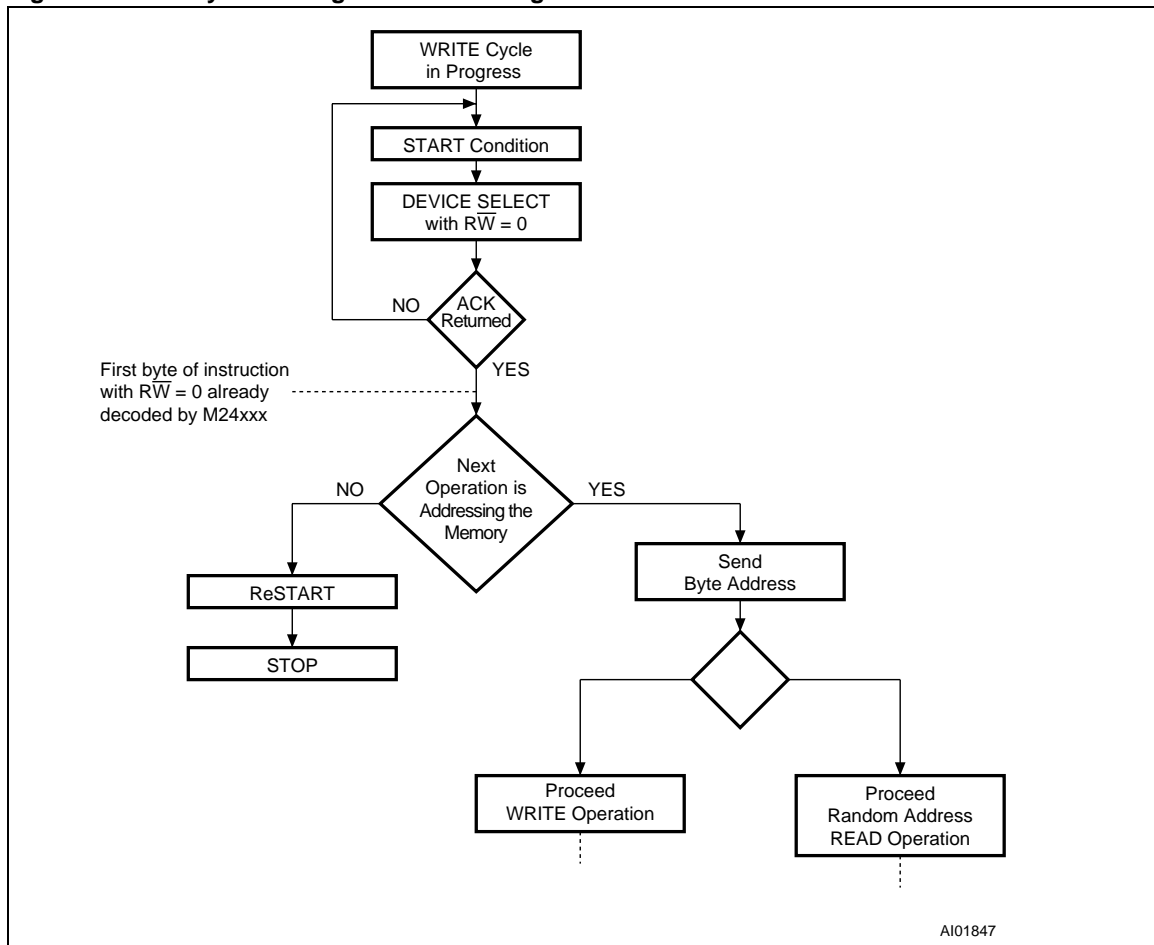 WRITE Cycle
in Progress
START Condition
DEVICE SELECT
with RW̅ = 0
ACK
Returned
NO
YES
First byte of instruction
with RW̅ = 0 already
decoded by M24xxx
Next
Operation is
Addressing the
Memory
NO
YES
Send
Byte Address
ReSTART
STOP
Proceed
WRITE Operation
Proceed
Random Address
READ Operation
AI01847